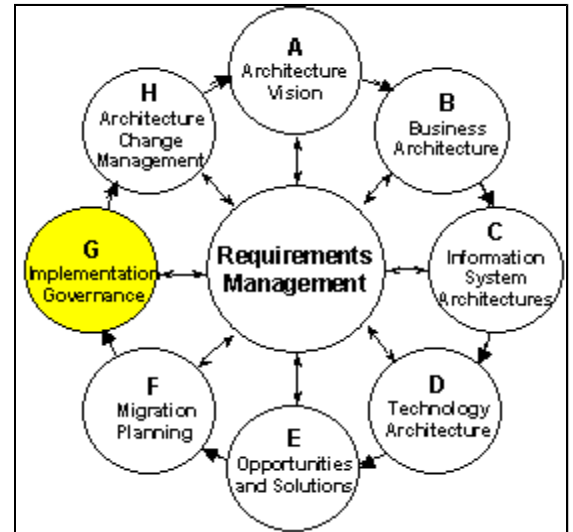 A
Architecture
Vision
B
Business
Architecture
C
Information
System
Architectures
D
Technology
Architecture
E
Opportunities
and Solutions
F
Migration
Planning
G
Implementation
Governance
H
Architecture
Change
Management
Requirements
Management